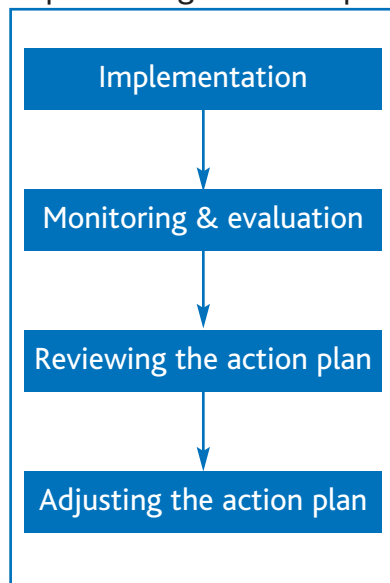 Implementation
Monitoring & evaluation
Reviewing the action plan
Adjusting the action plan